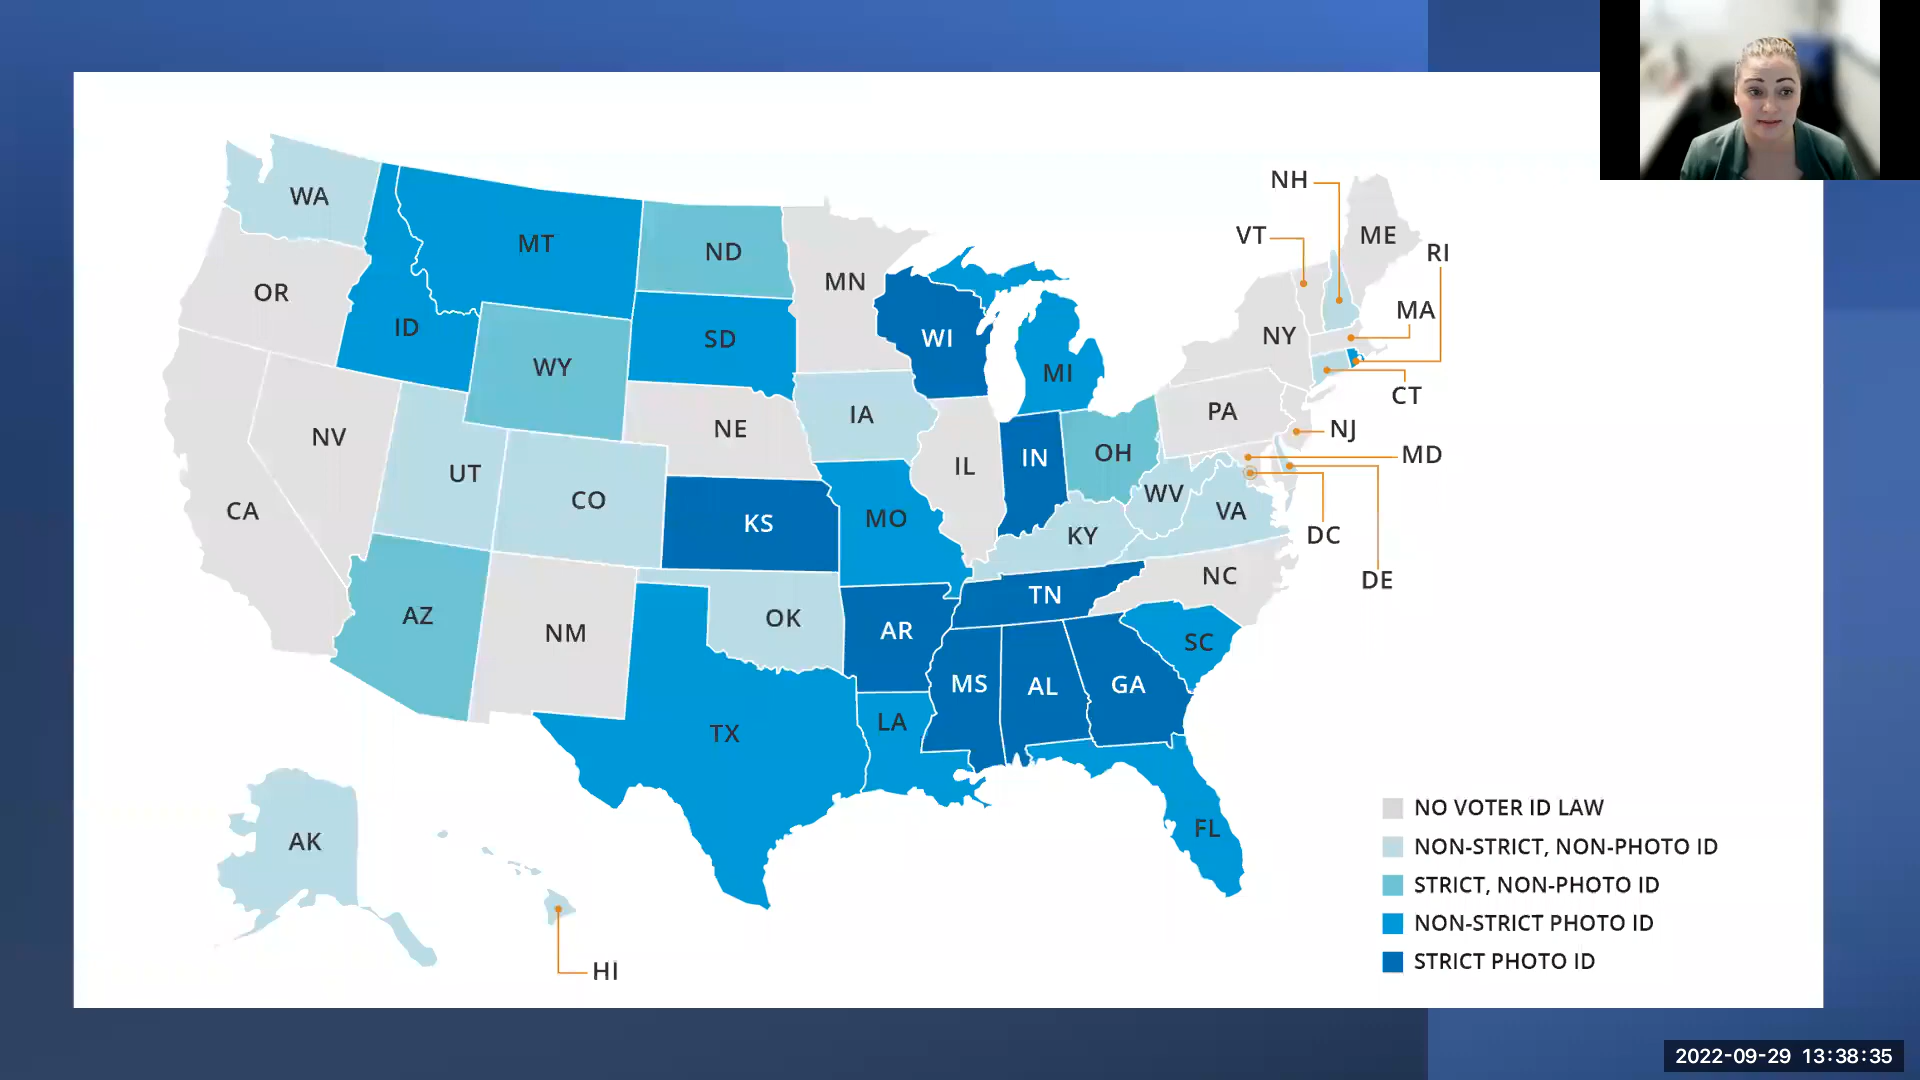 NH
WA
VT
ME
MT
ND
RI
MN
OR
MA
ID
SD
WI
NY
WY
MI
CT
PA
IA
NE
NJ
NV
OH
MD
IN
IL
UT
WV
CO
CA
VA
KS
MO
KY
DC
NC
DE
TN
AZ
OK
AR
NM
SC
MS
AL
GA
LA
TX
NO VOTER ID LAW
FL
AK
NON-STRICT, NON-PHOTO ID
STRICT, NON-PHOTO ID
NON-STRICT PHOTO ID
STRICT PHOTO ID
HI
2022-09-29 13:38:35